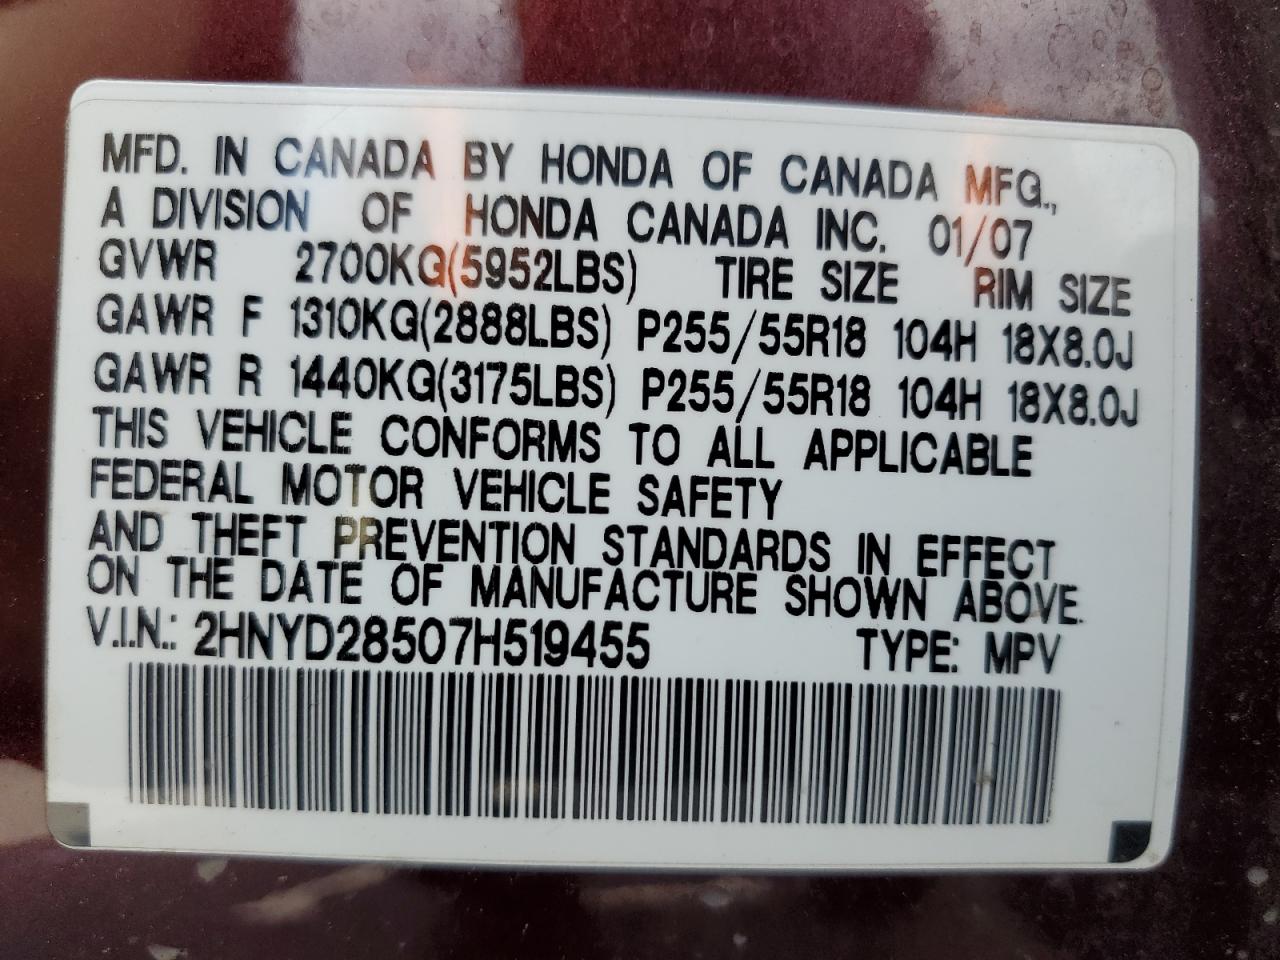 MFD. IN CANADA BY HONDA OF CANADA MFG.,
A DIVISION OF HONDA CANADA INC. 01/07
GVWR 2700KG(5952LBS) TIRE SIZE RIM SIZE
GAWR F 1310KG(2888LBS) P255/55R18 104H 18X8.0J
GAWR R 1440KG(3175LBS) P255/55R18 104H 18X8.0J
THIS VEHICLE CONFORMS TO ALL APPLICABLE
FEDERAL MOTOR VEHICLE SAFETY
AND THEFT PREVENTION STANDARDS IN EFFECT
ON THE DATE OF MANUFACTURE SHOWN ABOVE.
V.I.N.: 2HNYD28507H519455 TYPE: MPV